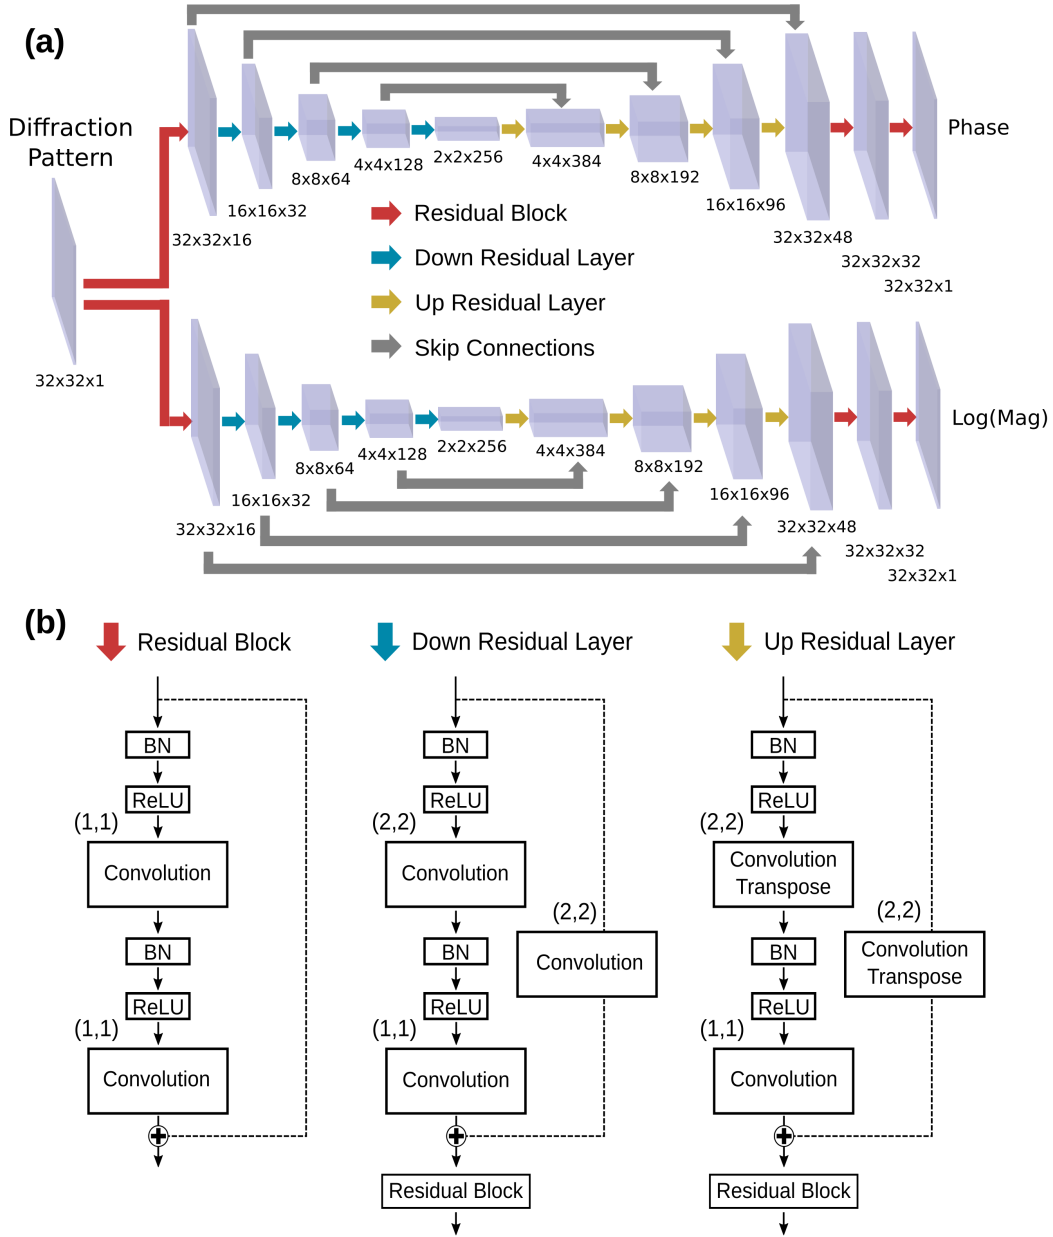 (a)
Diffraction
Pattern
32x32x1
32x32x16
16x16x32
8x8x64
4x4x128
2x2x256
4x4x384
8x8x192
16x16x96
32x32x48
32x32x32
32x32x1
Phase
Residual Block
Down Residual Layer
Up Residual Layer
Skip Connections
32x32x16
16x16x32
8x8x64
4x4x128
2x2x256
4x4x384
8x8x192
16x16x96
32x32x48
32x32x32
32x32x1
Log(Mag)
(b)
Residual Block
BN
ReLU
(1,1)
Convolution
BN
ReLU
(1,1)
Convolution
Down Residual Layer
BN
ReLU
(2,2)
Convolution
(2,2)
Convolution
BN
ReLU
(1,1)
Convolution
Residual Block
Up Residual Layer
BN
ReLU
(2,2)
Convolution
Transpose
(2,2)
Convolution
Transpose
BN
ReLU
(1,1)
Convolution
Residual Block